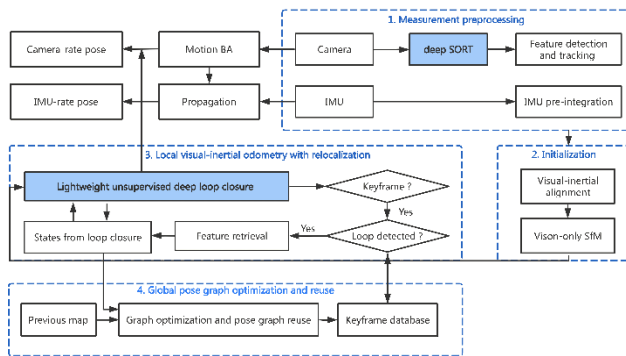 1. Measurement preprocessing
Camera rate pose
Motion BA
Camera
deep SORT
Feature detection
and tracking
IMU-rate pose
Propagation
IMU
IMU pre-integration
3. Local visual-inertial odometry with relocalization
2. Initialization
Lightweight unsupervised deep loop closure
Keyframe ?
Visual-inertial
alignment
Yes
States from loop closure
Feature retrieval
Yes
Loop detected ?
Vison-only SfM
4. Global pose graph optimization and reuse
Previous map
Graph optimization and pose graph reuse
Keyframe database